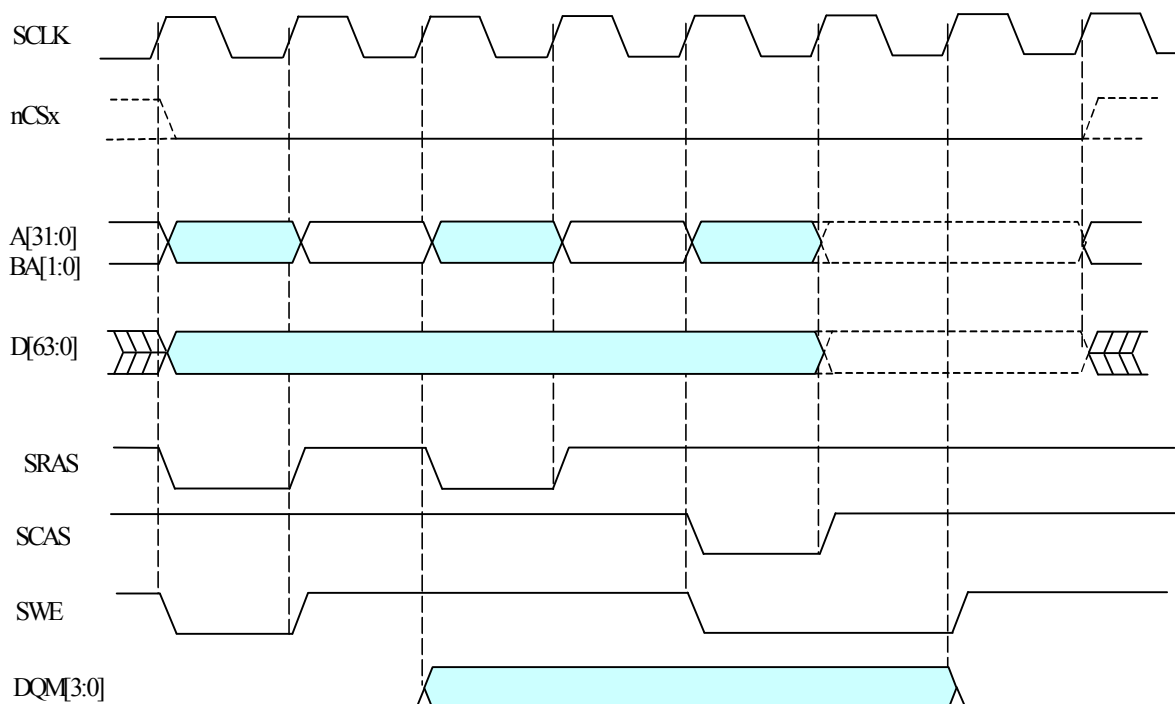 SCLK
nCSx
A[31:0]
BA[1:0]
D[63:0]
SRAS
SCAS
SWE
DQM[3:0]